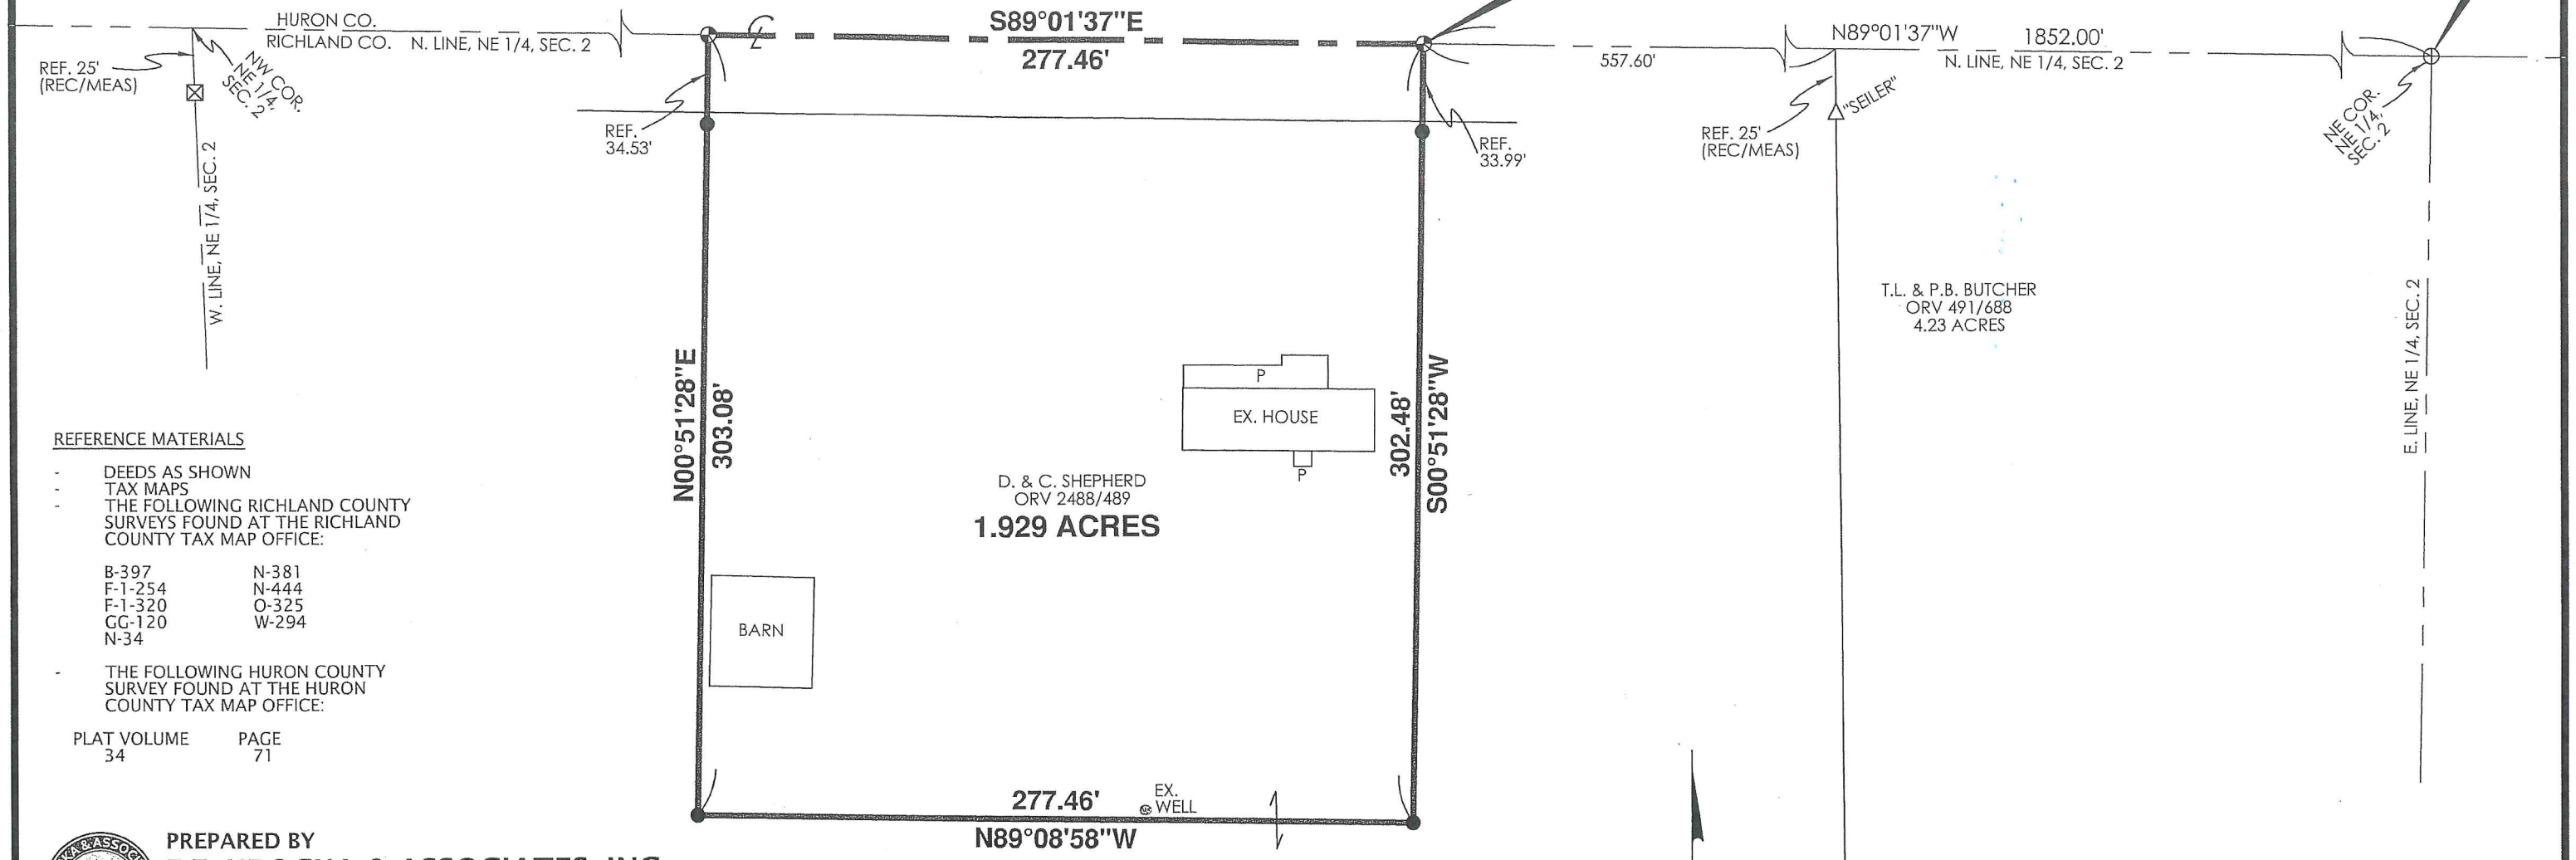 HURON CO.
RICHLAND CO. N. LINE, NE 1/4, SEC. 2
REF. 25'
(REC/MEAS)
NW COR.
NE 1/4,
SEC. 2
W. LINE, NE 1/4, SEC. 2
S89°01'37"E
277.46'
REF.
34.53'
REF.
33.99'
557.60'
N89°01'37"W 1852.00'
N. LINE, NE 1/4, SEC. 2
REF. 25'
(REC/MEAS)
"SEILER"
NE COR.
NE 1/4,
SEC. 2
E. LINE, NE 1/4, SEC. 2
T.L. & P.B. BUTCHER
ORV 491/688
4.23 ACRES
N00°51'28"E
303.08'
P
EX. HOUSE
P
302.48'
S00°51'28"W
D. & C. SHEPHERD
ORV 2488/489
1.929 ACRES
BARN
277.46'
N89°08'58"W
EX.
WELL
REFERENCE MATERIALS
- DEEDS AS SHOWN
- TAX MAPS
- THE FOLLOWING RICHLAND COUNTY
SURVEYS FOUND AT THE RICHLAND
COUNTY TAX MAP OFFICE:
B-397 N-381
F-1-254 N-444
F-1-320 O-325
GG-120 W-294
N-34
- THE FOLLOWING HURON COUNTY
SURVEY FOUND AT THE HURON
COUNTY TAX MAP OFFICE:
PLAT VOLUME PAGE
34 71
PREPARED BY
& ASSOCIATES, INC.